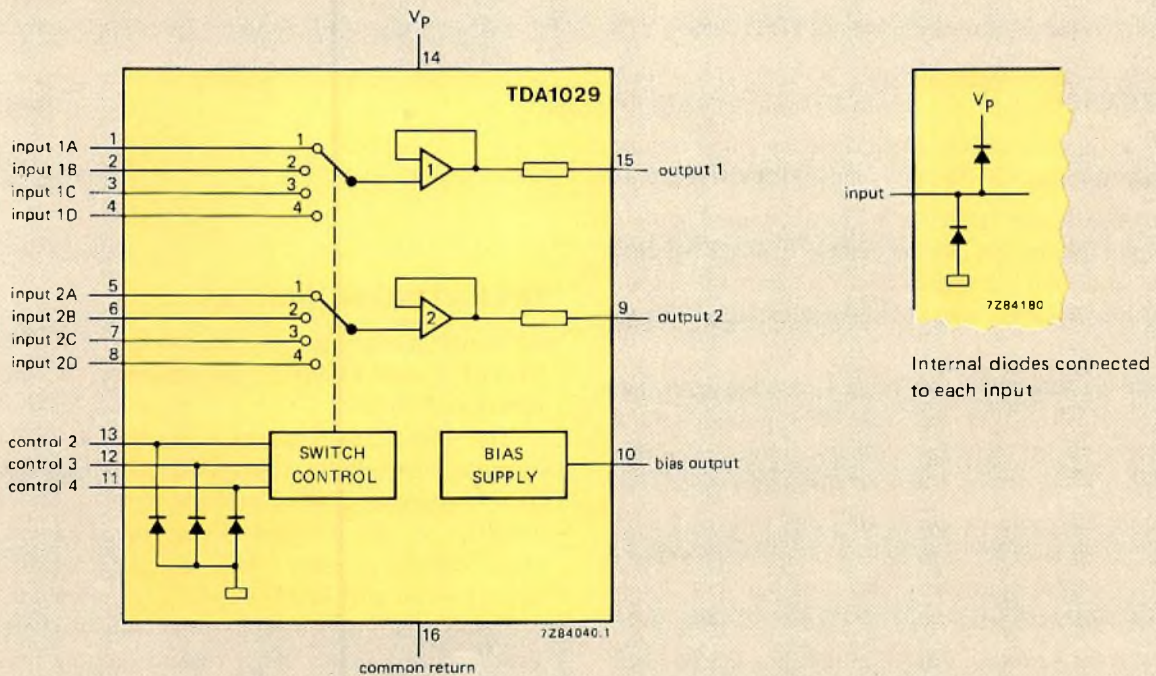 VP
14
TDA1029
input 1A 1 1
input 1B 2 2
input 1C 3 3
input 1D 4 4
1
15 output 1
input 2A 5 1
input 2B 6 2
input 2C 7 3
input 2D 8 4
2
9 output 2
control 2 13
control 3 12
control 4 11
SWITCH
CONTROL
BIAS
SUPPLY
10 bias output
16
7Z84040.1
common return
VP
input
7Z84180
Internal diodes connected
to each input